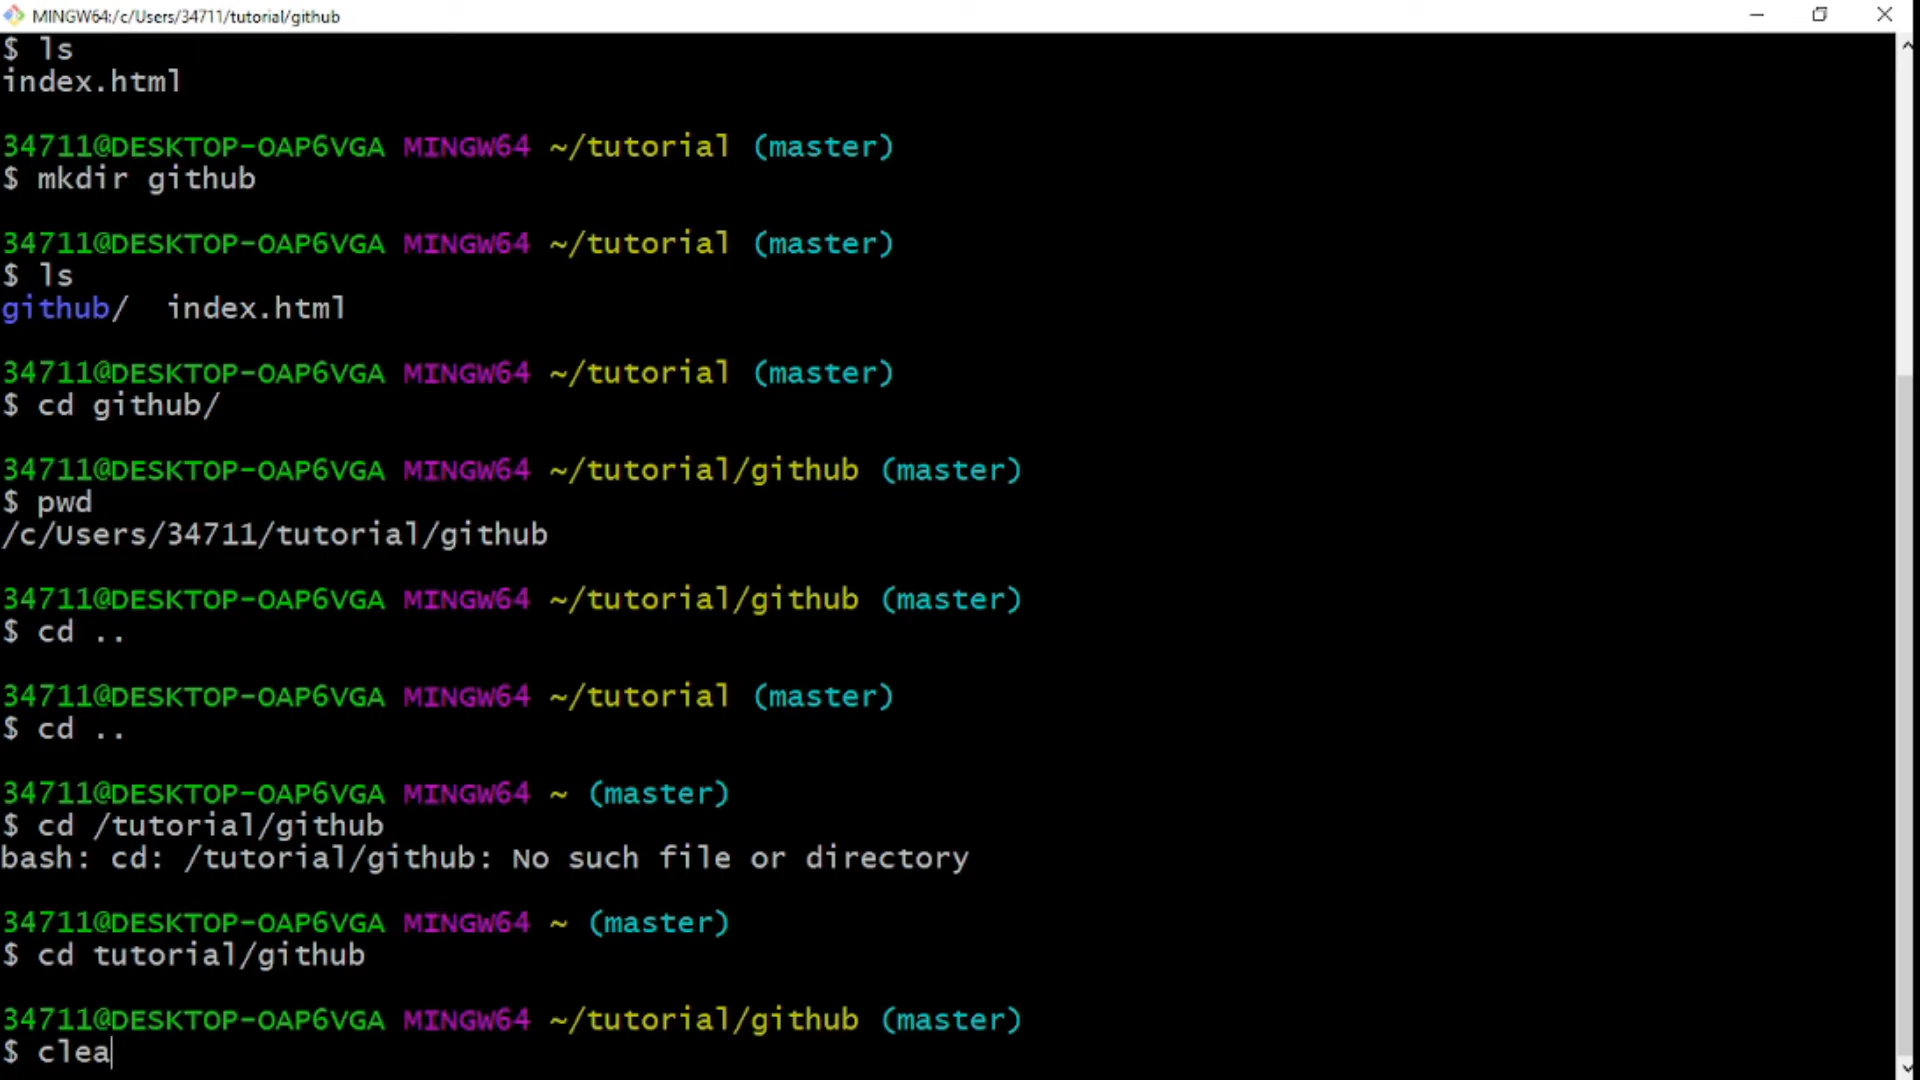 MINGW64:/c/Users/34711/tutorial/github
$ ls
index.html
34711@DESKTOP-OAP6VGA MINGW64 ~/tutorial (master)
$ mkdir github
34711@DESKTOP-OAP6VGA MINGW64 ~/tutorial (master)
$ ls
github/  index.html
34711@DESKTOP-OAP6VGA MINGW64 ~/tutorial (master)
$ cd github/
34711@DESKTOP-OAP6VGA MINGW64 ~/tutorial/github (master)
$ pwd
/c/Users/34711/tutorial/github
34711@DESKTOP-OAP6VGA MINGW64 ~/tutorial/github (master)
$ cd ..
34711@DESKTOP-OAP6VGA MINGW64 ~/tutorial (master)
$ cd ..
34711@DESKTOP-OAP6VGA MINGW64 ~ (master)
$ cd /tutorial/github
bash: cd: /tutorial/github: No such file or directory
34711@DESKTOP-OAP6VGA MINGW64 ~ (master)
$ cd tutorial/github
34711@DESKTOP-OAP6VGA MINGW64 ~/tutorial/github (master)
$ clea